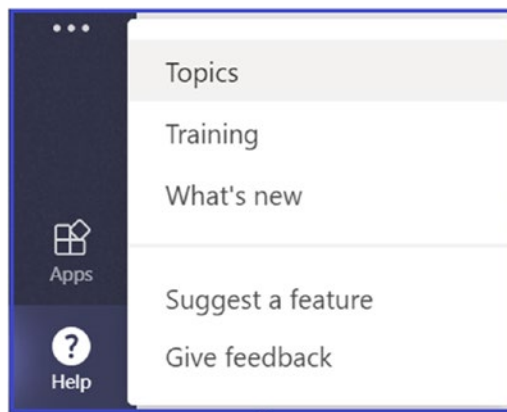 Topics
Training
What's new
Apps
Suggest a feature
Give feedback
Help